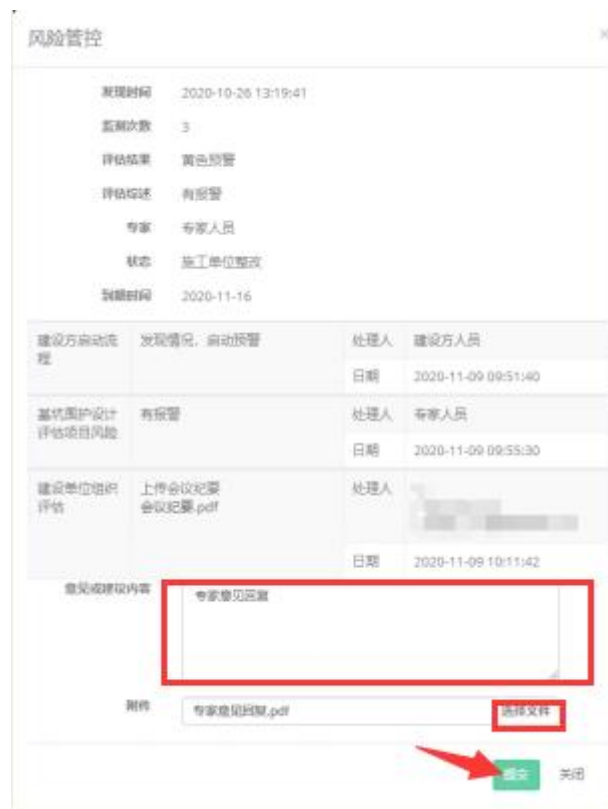 风险管控
×
发现时间 2020-10-26 13:19:41
监测次数 3
评估结果 黄色预警
评估综述 有报警
专家 专家人员
状态 施工单位整改
到期时间 2020-11-16
建设方启动流程 发现情况，启动预警 处理人 建设方人员
日期 2020-11-09 09:51:40
基坑围护设计评估项目风险 有报警 处理人 专家人员
日期 2020-11-09 09:55:30
建设单位组织评估 上传会议纪要 处理人
会议纪要.pdf
日期 2020-11-09 10:11:42
意见或建议内容 专家意见回复
附件 专家意见回复.pdf 选择文件
提交 关闭